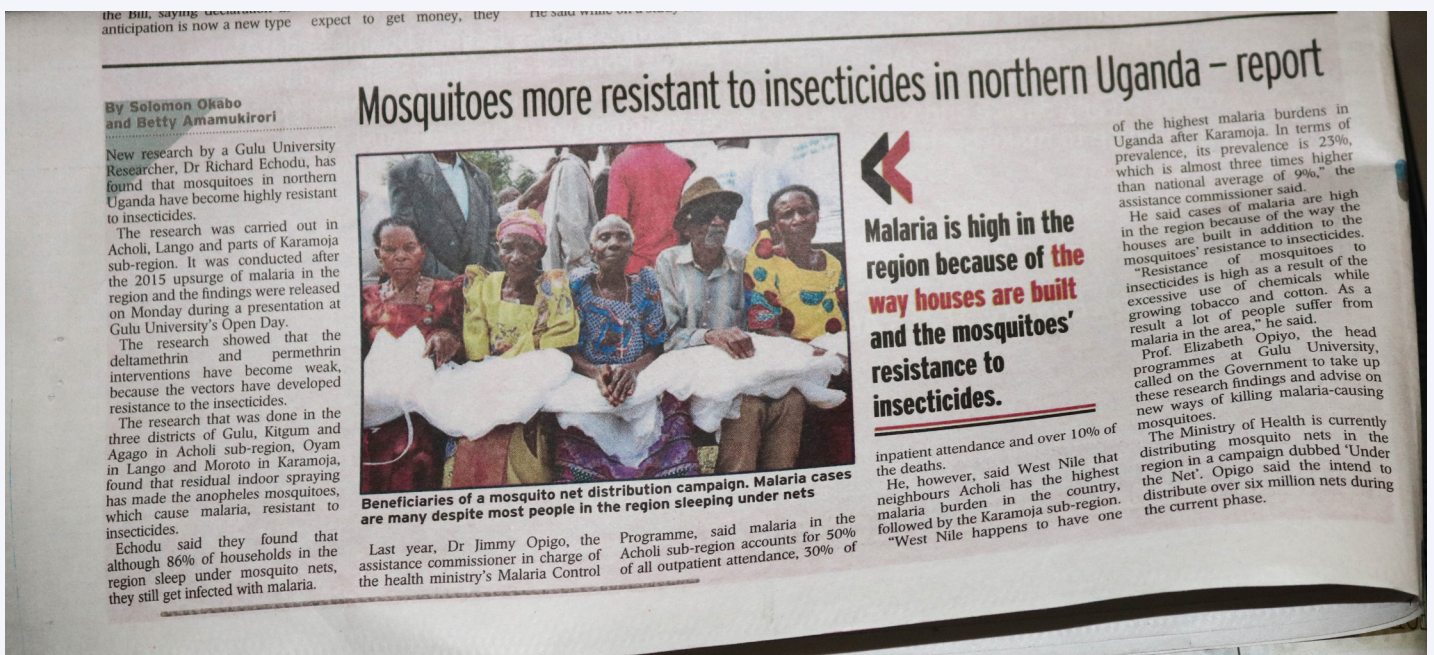 the Bill, saying
anticipation is now a new type
expect to get money, they
He said while on a
Mosquitoes more resistant to insecticides in northern Uganda – report
By Solomon Okabo
and Betty Amamukirori
New research by a Gulu University
Researcher, Dr Richard Echodu, has
found that mosquitoes in northern
Uganda have become highly resistant
to insecticides.
The research was carried out in
Acholi, Lango and parts of Karamoja
sub-region. It was conducted after
the 2015 upsurge of malaria in the
region and the findings were released
on Monday during a presentation at
Gulu University's Open Day.
The research showed that the
deltamethrin and permethrin
interventions have become weak,
because the vectors have developed
resistance to the insecticides.
The research that was done in the
three districts of Gulu, Kitgum and
Agago in Acholi sub-region, Oyam
in Lango and Moroto in Karamoja,
found that residual indoor spraying
has made the anopheles mosquitoes,
which cause malaria, resistant to
insecticides.
Echodu said they found that
although 86% of households in the
region sleep under mosquito nets,
they still get infected with malaria.
Beneficiaries of a mosquito net distribution campaign. Malaria cases
are many despite most people in the region sleeping under nets
Last year, Dr Jimmy Opigo, the
assistance commissioner in charge of
the health ministry's Malaria Control
Programme, said malaria in the
Acholi sub-region accounts for 50%
of all outpatient attendance, 30% of
Malaria is high in the
region because of the
way houses are built
and the mosquitoes'
resistance to
insecticides.
inpatient attendance and over 10% of
the deaths.
He, however, said West Nile that
neighbours Acholi has the highest
malaria burden in the country,
followed by the Karamoja sub-region.
"West Nile happens to have one
of the highest malaria burdens in
Uganda after Karamoja. In terms of
prevalence, its prevalence is 23%,
which is almost three times higher
than national average of 9%," the
assistance commissioner said.
He said cases of malaria are high
in the region because of the way the
houses are built in addition to the
mosquitoes' resistance to insecticides.
"Resistance of mosquitoes to
insecticides is high as a result of the
excessive use of chemicals while
growing tobacco and cotton. As a
result a lot of people suffer from
malaria in the area," he said.
Prof. Elizabeth Opiyo, the head
programmes at Gulu University,
called on the Government to take up
these research findings and advise on
new ways of killing malaria-causing
mosquitoes.
The Ministry of Health is currently
distributing mosquito nets in the
region in a campaign dubbed 'Under
the Net'. Opigo said the intend to
distribute over six million nets during
the current phase.